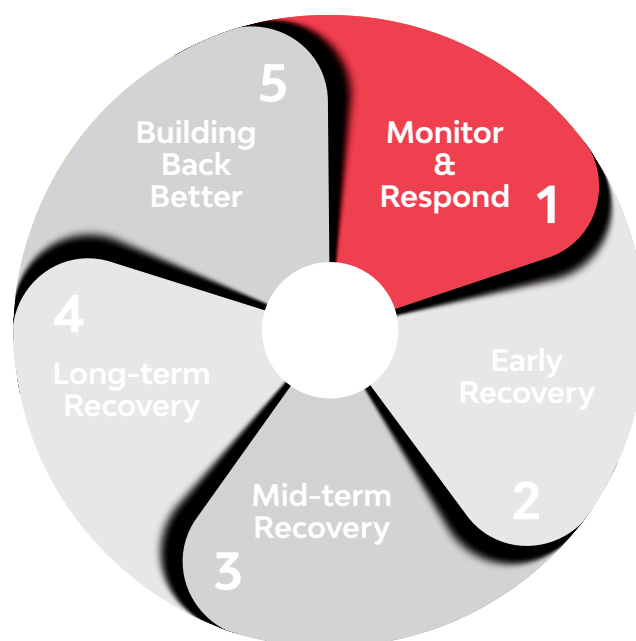 Monitor
&
Respond
1
Early
Recovery
2
Mid-term
Recovery
3
4
Long-term
Recovery
5
Building
Back
Better